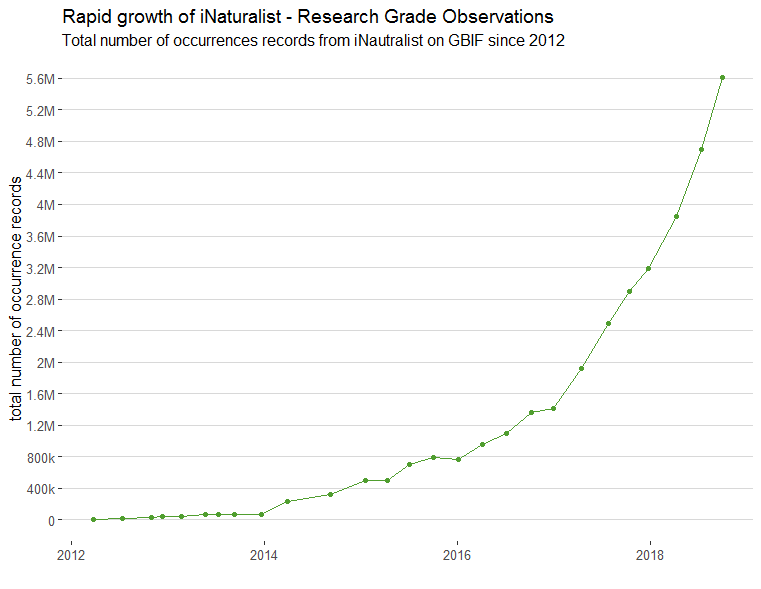 Rapid growth of iNaturalist - Research Grade Observations
Total number of occurrences records from iNautralist on GBIF since 2012
total number of occurrence records
5.6M
5.2M
4.8M
4.4M
4M
3.6M
3.2M
2.8M
2.4M
2M
1.6M
1.2M
800k
400k
0
2012 2014 2016 2018